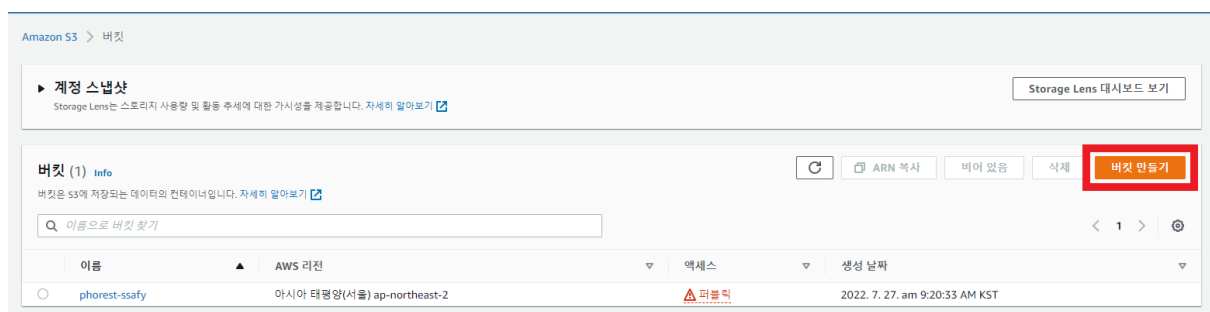 Amazon S3 > 버킷
▶ 계정 스냅샷
Storage Lens는 스토리지 사용량 및 활동 추세에 대한 가시성을 제공합니다. 자세히 알아보기
Storage Lens 대시보드 보기
버킷 (1) Info
버킷은 S3에 저장되는 데이터의 컨테이너입니다. 자세히 알아보기
ARN 복사 비어 있음 삭제 버킷 만들기
이름으로 버킷 찾기
< 1 >
이름 ▲ AWS 리전 ▽ 액세스 ▽ 생성 날짜 ▽
phorest-ssafy 아시아 태평양(서울) ap-northeast-2 퍼블릭 2022. 7. 27. am 9:20:33 AM KST